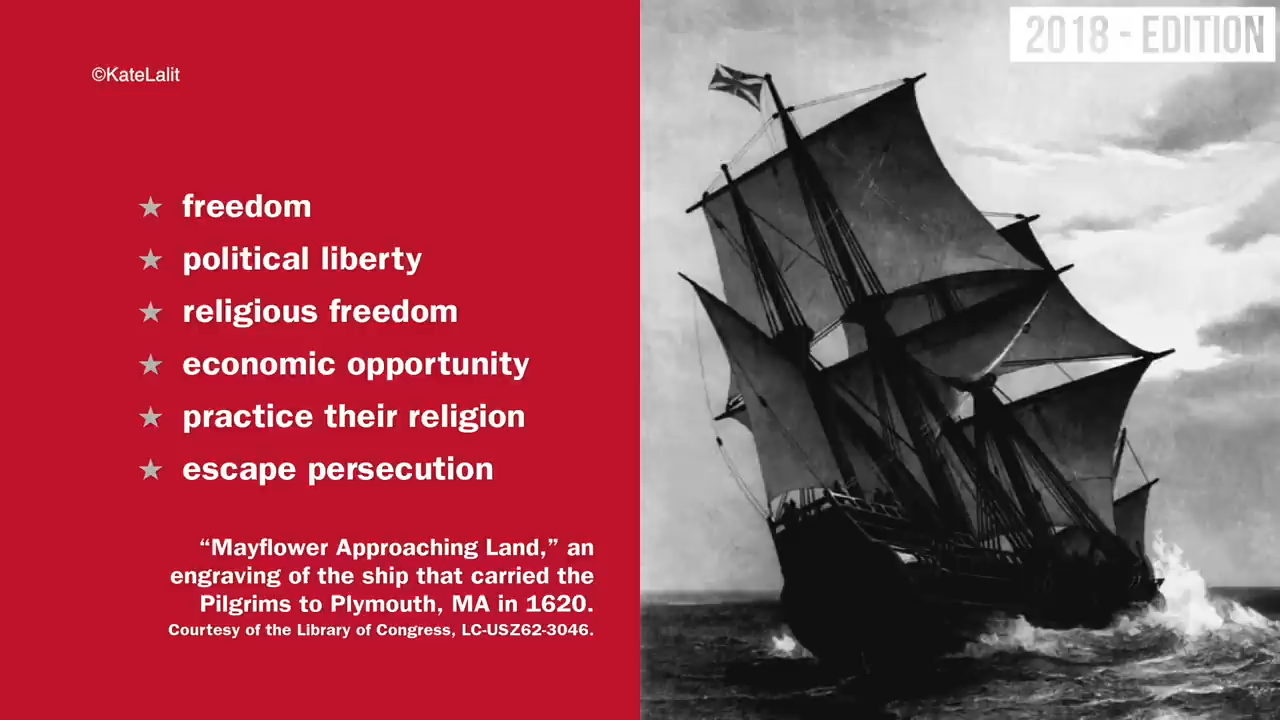 2018 - EDITION
©KateLalit
★ freedom
★ political liberty
★ religious freedom
★ economic opportunity
★ practice their religion
★ escape persecution
“Mayflower Approaching Land,” an
engraving of the ship that carried the
Pilgrims to Plymouth, MA in 1620.
Courtesy of the Library of Congress, LC-USZ62-3046.